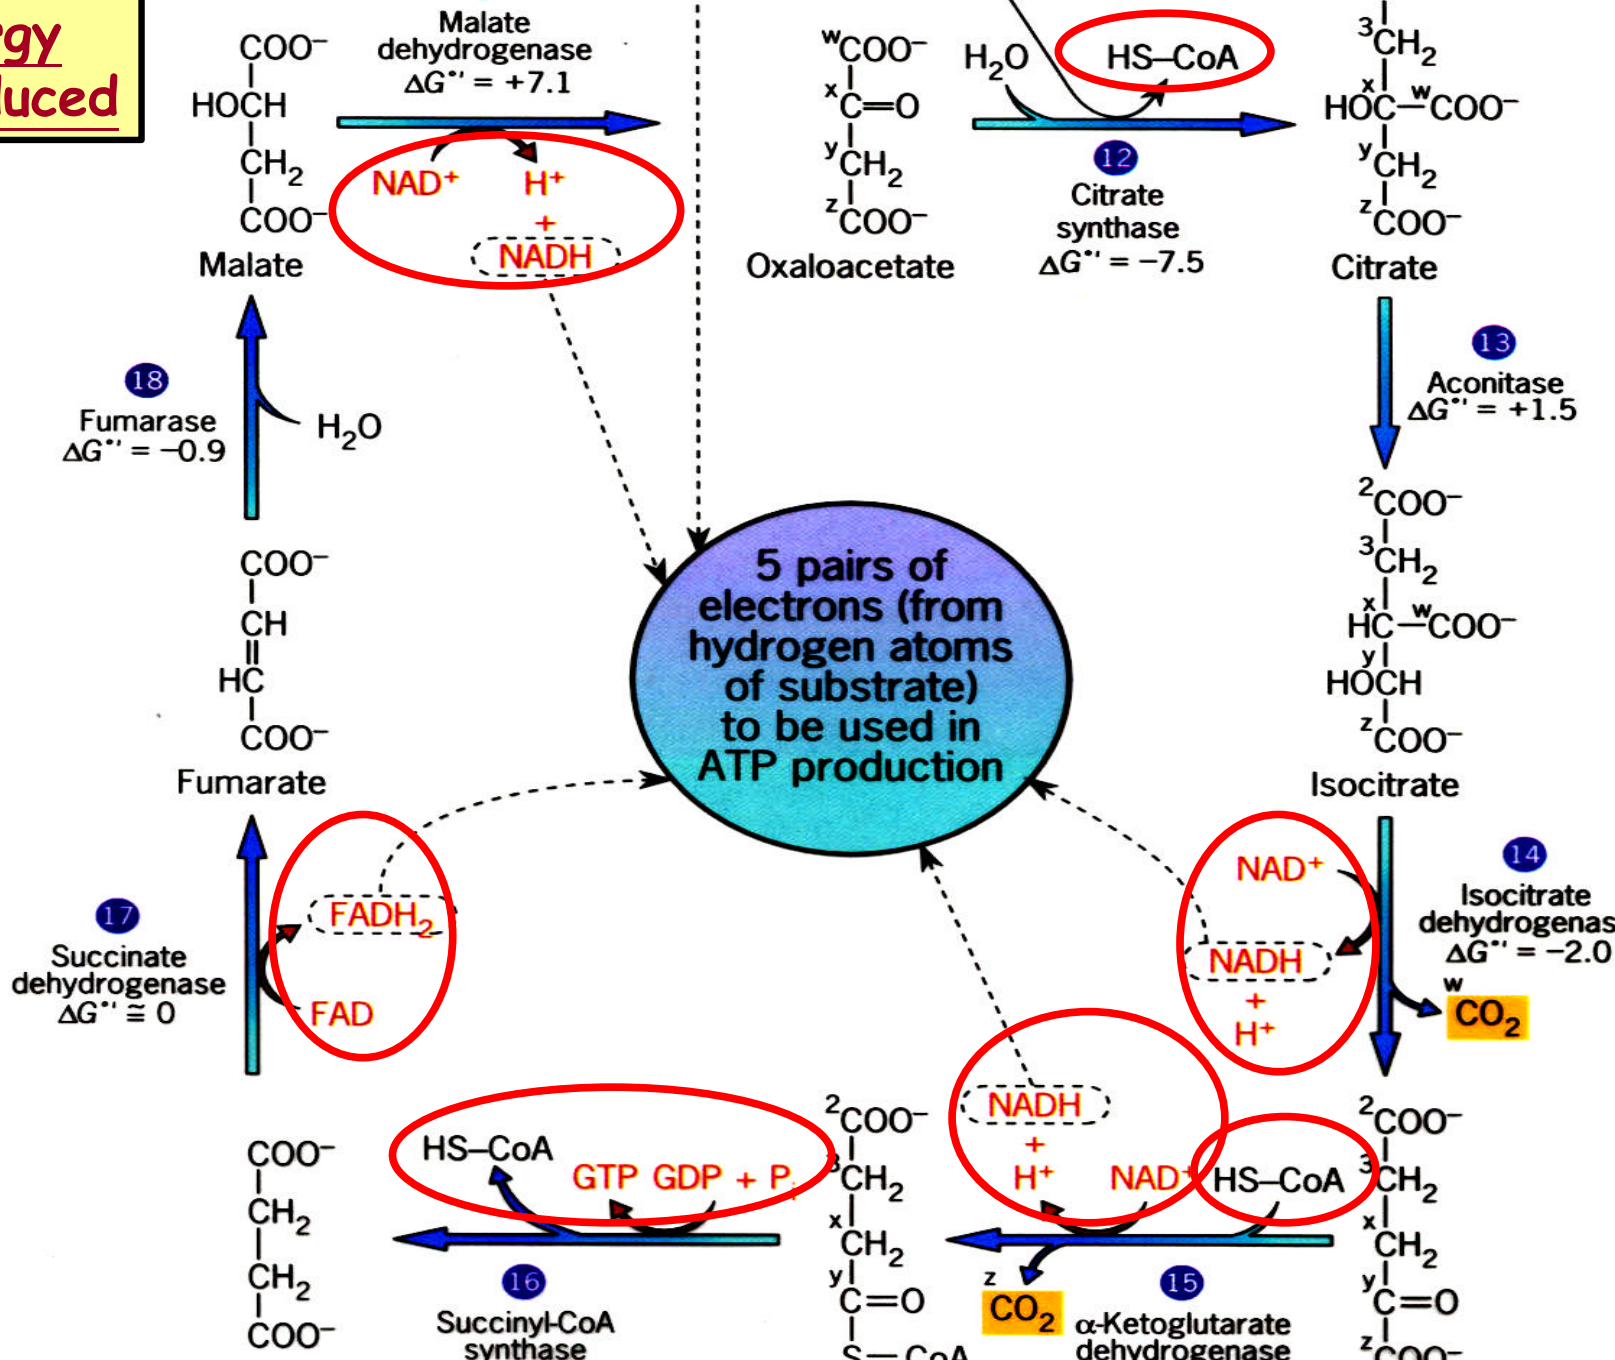 rgy
duced
COO⁻
HOCH
CH₂
COO⁻
Malate
Malate
dehydrogenase
ΔG°' = +7.1
NAD⁺
H⁺
+
NADH
wCOO⁻
xC=O
yCH₂
zCOO⁻
Oxaloacetate
H₂O
HS–CoA
12
Citrate
synthase
ΔG°' = −7.5
3CH₂
x w
HOC–COO⁻
yCH₂
zCOO⁻
Citrate
13
Aconitase
ΔG°' = +1.5
18
Fumarase
ΔG°' = −0.9
H₂O
COO⁻
CH
HC
COO⁻
Fumarate
5 pairs of
electrons (from
hydrogen atoms
of substrate)
to be used in
ATP production
2COO⁻
3CH₂
x w
HC–COO⁻
y
HOCH
zCOO⁻
Isocitrate
NAD⁺
NADH
+
H⁺
14
Isocitrate
dehydrogenas
ΔG°' = −2.0
w
CO₂
17
Succinate
dehydrogenase
ΔG°' ≅ 0
FADH₂
FAD
COO⁻
CH₂
CH₂
COO⁻
HS–CoA
GTP GDP + Pi
16
Succinyl-CoA
synthase
2COO⁻
3CH₂
xCH₂
yC=O
S–CoA
NADH
+
H⁺
NAD⁺
HS–CoA
z
CO₂
15
α-Ketoglutarate
dehydrogenase
2COO⁻
3CH₂
xCH₂
yC=O
zCOO⁻